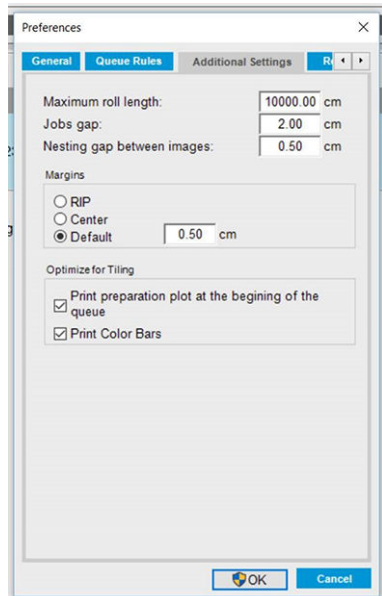 Preferences
General Queue Rules Additional Settings
Maximum roll length: 10000.00 cm
Jobs gap: 2.00 cm
Nesting gap between images: 0.50 cm
Margins
RIP
Center
Default 0.50 cm
Optimize for Tiling
Print preparation plot at the begining of the
queue
Print Color Bars
OK Cancel